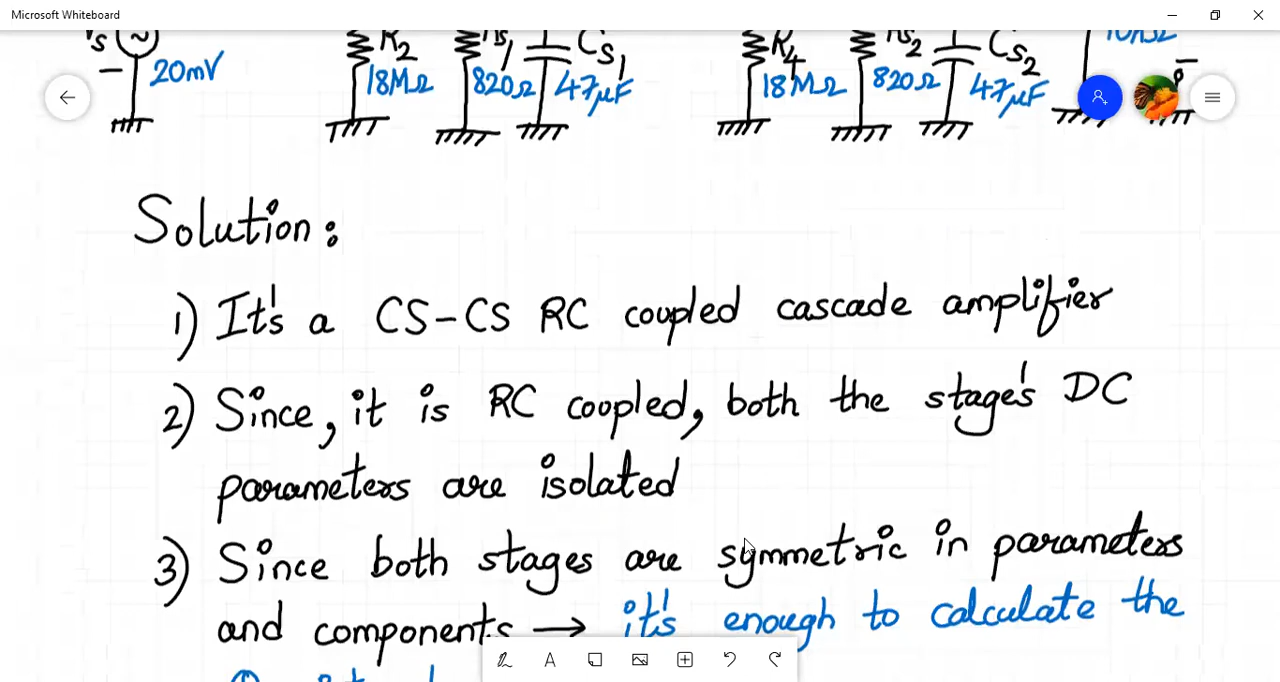 Microsoft Whiteboard
20mV
R2
18MΩ
820Ω
Cs1
47μF
R4
18MΩ
820Ω
Cs2
47μF
Solution:
1) It's a CS-CS RC coupled cascade amplifier
2) Since, it is RC coupled, both the stage's DC
parameters are isolated
3) Since both stages are symmetric in parameters
and components → it's enough to calculate the